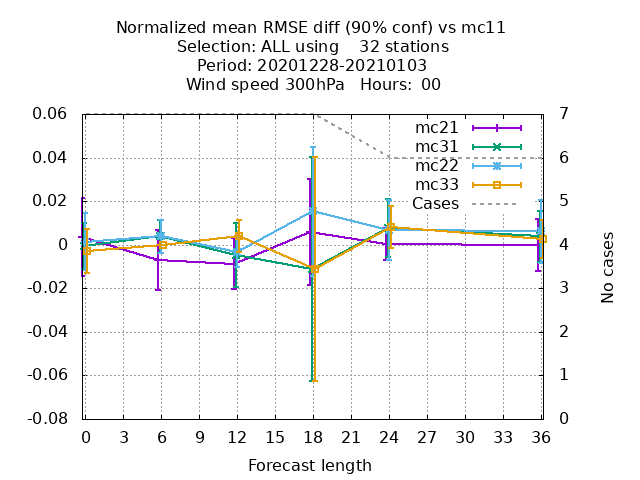 Normalized mean RMSE diff (90% conf) vs mc11
Selection: ALL using    32 stations
Period: 20201228-20210103
Wind speed 300hPa   Hours:  00
0.06
0.04
0.02
0
-0.02
-0.04
-0.06
-0.08
7
6
5
4
3
2
1
0
mc21
mc31
mc22
mc33
Cases
No cases
0 3 6 9 12 15 18 21 24 27 30 33 36
Forecast length